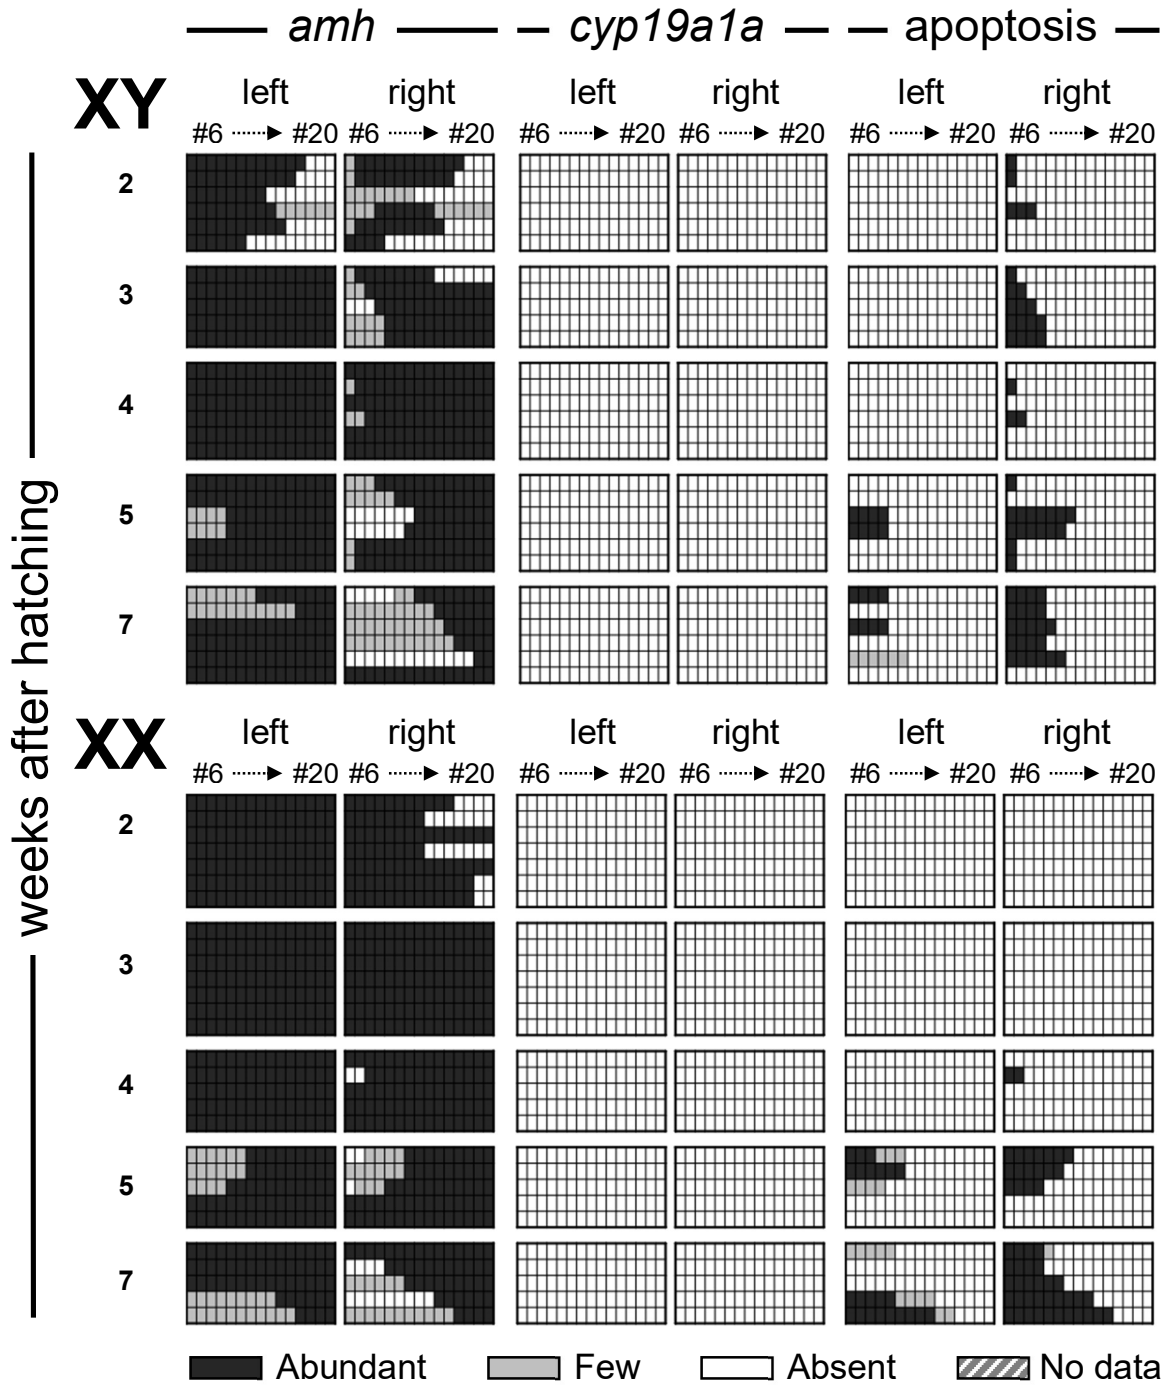 amh cyp19a1a apoptosis
XY left right left right left right
#6 #20 #6 #20 #6 #20 #6 #20 #6 #20 #6 #20
2
3
4
5
7
weeks after hatching
XX left right left right left right
#6 #20 #6 #20 #6 #20 #6 #20 #6 #20 #6 #20
2
3
4
5
7
Abundant Few Absent No data